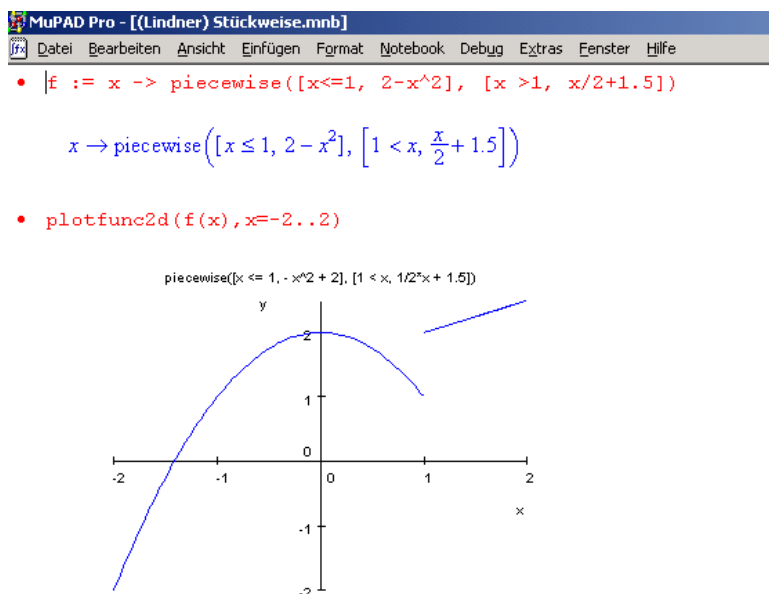 MuPAD Pro - [(Lindner) Stückweise.mnb]
Datei Bearbeiten Ansicht Einfügen Format Notebook Debug Extras Fenster Hilfe
• f := x -> piecewise([x<=1, 2-x^2], [x >1, x/2+1.5])
x → piecewise([x ≤ 1, 2 − x²], [1 < x, x/2 + 1.5])
• plotfunc2d(f(x),x=-2..2)
piecewise([x <= 1, - x^2 + 2], [1 < x, 1/2*x + 1.5])
y
2
1
0
-2 -1 0 1 2
x
-1
-2